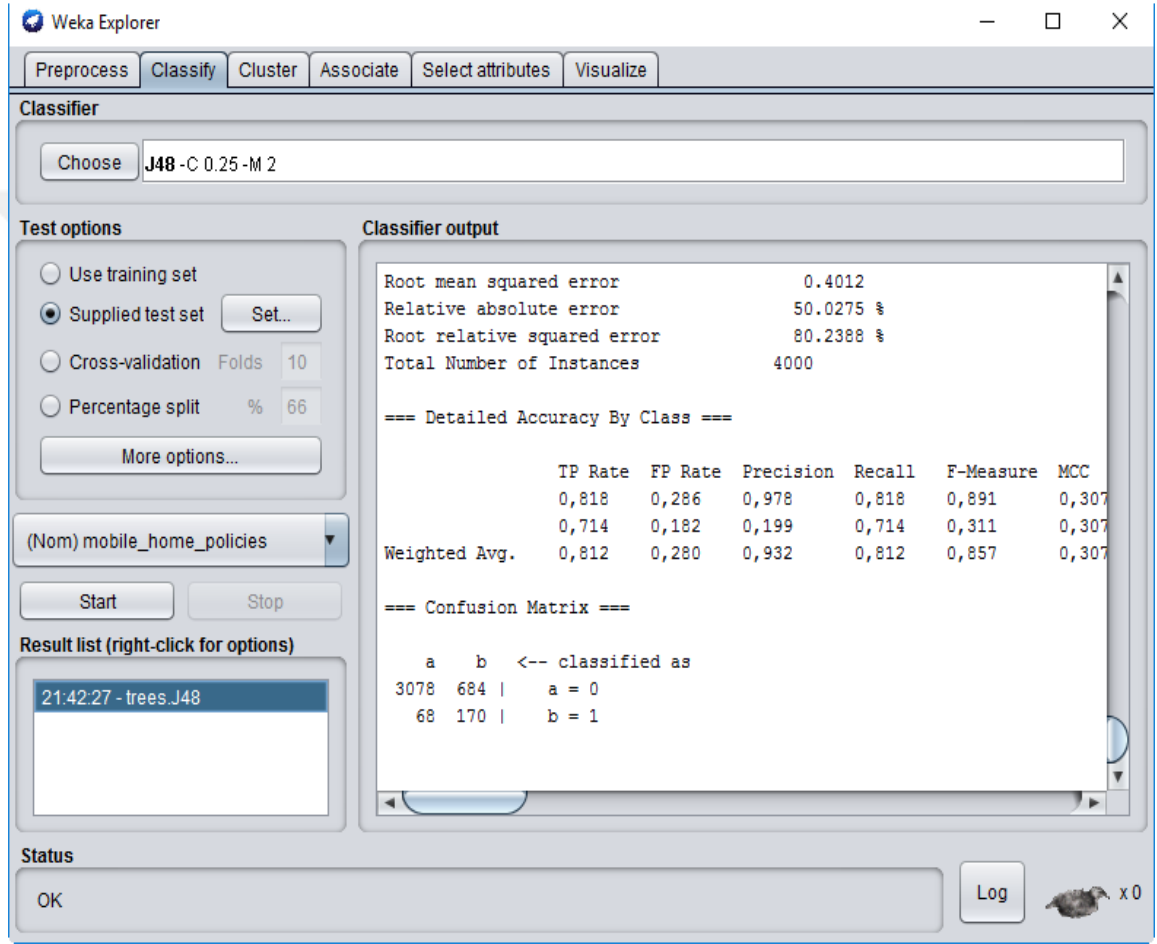 Weka Explorer
Preprocess Classify Cluster Associate Select attributes Visualize
Classifier
Choose J48 -C 0.25 -M 2
Test options
Use training set
Supplied test set Set...
Cross-validation Folds 10
Percentage split % 66
More options...
(Nom) mobile_home_policies
Start Stop
Result list (right-click for options)
21:42:27 - trees.J48
Classifier output
Root mean squared error 0.4012
Relative absolute error 50.0275 %
Root relative squared error 80.2388 %
Total Number of Instances 4000
=== Detailed Accuracy By Class ===
TP Rate FP Rate Precision Recall F-Measure MCC
0,818 0,286 0,978 0,818 0,891 0,307
0,714 0,182 0,199 0,714 0,311 0,307
Weighted Avg. 0,812 0,280 0,932 0,812 0,857 0,307
=== Confusion Matrix ===
a b <-- classified as
3078 684 | a = 0
68 170 | b = 1
Status
OK
Log x 0